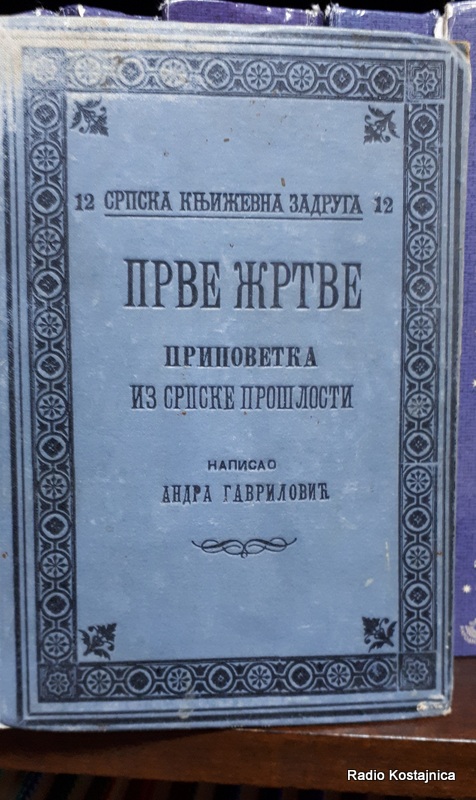 12 СРПСКА КЊИЖЕВНА ЗАДРУГА 12
ПРВЕ ЖРТВЕ
ПРИПОВЕТКА
ИЗ СРПСКЕ ПРОШЛОСТИ
НАПИСАО
АНДРА ГАВРИЛОВИЋ
Radio Kostajnica